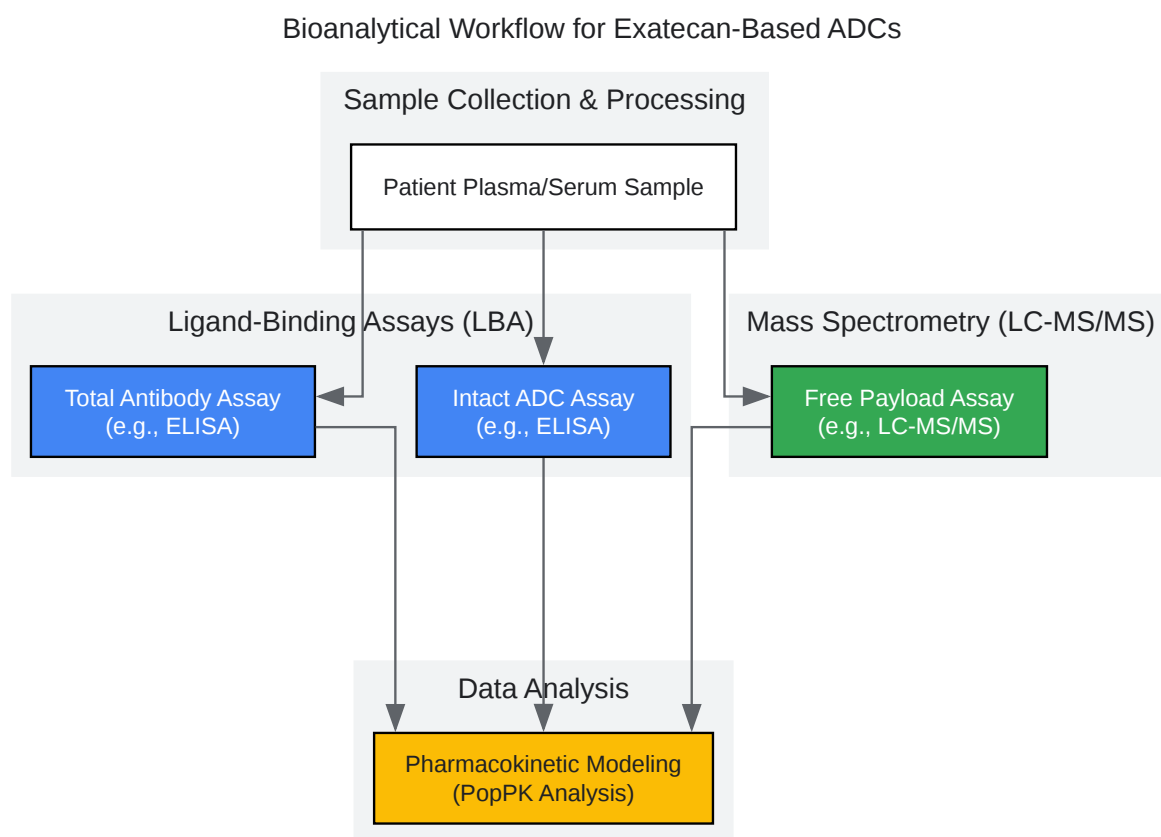 Bioanalytical Workflow for Exatecan-Based ADCs
Sample Collection & Processing
Patient Plasma/Serum Sample
Ligand-Binding Assays (LBA)
Mass Spectrometry (LC-MS/MS)
Total Antibody Assay
(e.g., ELISA)
Intact ADC Assay
(e.g., ELISA)
Free Payload Assay
(e.g., LC-MS/MS)
Data Analysis
Pharmacokinetic Modeling
(PopPK Analysis)